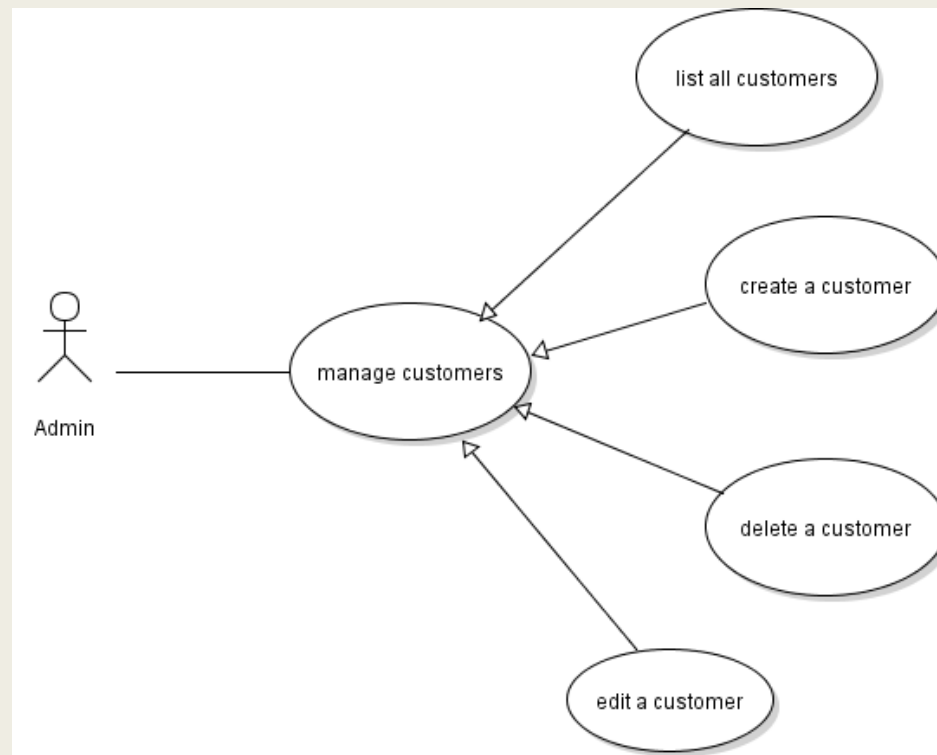 list all customers
create a customer
manage customers
Admin
delete a customer
edit a customer